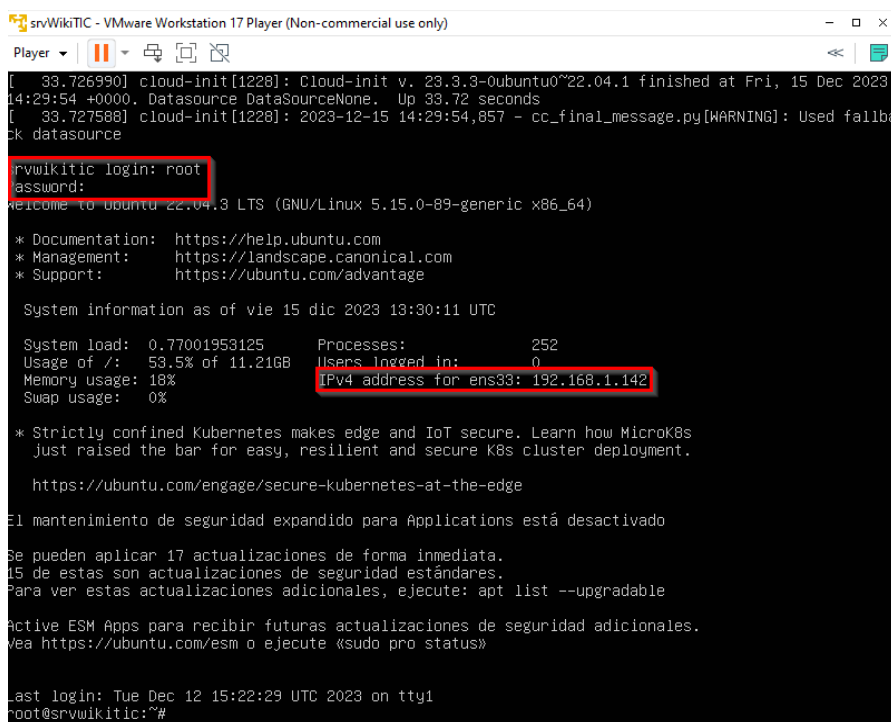 srvWikiTIC - VMware Workstation 17 Player (Non-commercial use only)
Player
[   33.726990] cloud-init[1228]: Cloud-init v. 23.3.3-0ubuntu0~22.04.1 finished at Fri, 15 Dec 2023
14:29:54 +0000. Datasource DataSourceNone.  Up 33.72 seconds
[   33.727588] cloud-init[1228]: 2023-12-15 14:29:54,857 - cc_final_message.py[WARNING]: Used fallba
ck datasource
srvwikitic login: root
Password:
Welcome to Ubuntu 22.04.3 LTS (GNU/Linux 5.15.0-89-generic x86_64)
* Documentation:  https://help.ubuntu.com
* Management:     https://landscape.canonical.com
* Support:        https://ubuntu.com/advantage
System information as of vie 15 dic 2023 13:30:11 UTC
System load:  0.77001953125      Processes:              252
Usage of /:   53.5% of 11.21GB   Users logged in:        0
Memory usage: 18%                IPv4 address for ens33: 192.168.1.142
Swap usage:   0%
* Strictly confined Kubernetes makes edge and IoT secure. Learn how MicroK8s
just raised the bar for easy, resilient and secure K8s cluster deployment.
https://ubuntu.com/engage/secure-kubernetes-at-the-edge
El mantenimiento de seguridad expandido para Applications está desactivado
Se pueden aplicar 17 actualizaciones de forma inmediata.
15 de estas son actualizaciones de seguridad estándares.
Para ver estas actualizaciones adicionales, ejecute: apt list --upgradable
Active ESM Apps para recibir futuras actualizaciones de seguridad adicionales.
Vea https://ubuntu.com/esm o ejecute «sudo pro status»
Last login: Tue Dec 12 15:22:29 UTC 2023 on tty1
root@srvwikitic:~#